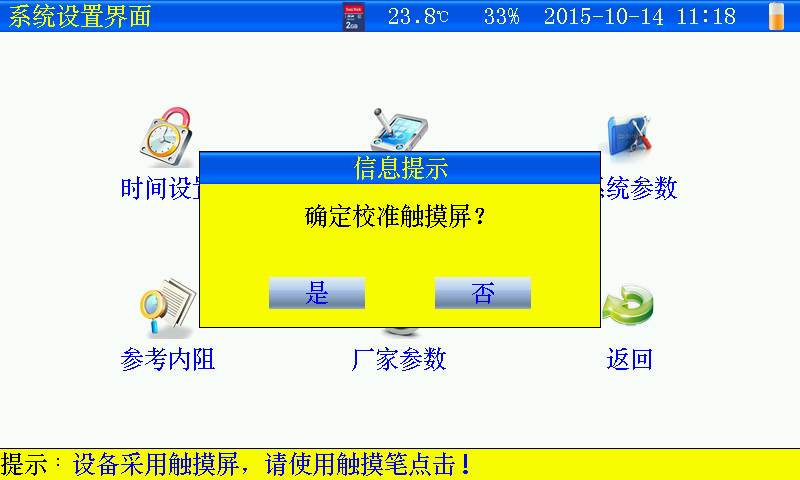 系统设置界面
SanDisk
2GB
23.8℃
33%
2015-10-14 11:18
信息提示
时间设
系统参数
确定校准触摸屏？
是
否
参考内阻
厂家参数
返回
提示：设备采用触摸屏，请使用触摸笔点击！